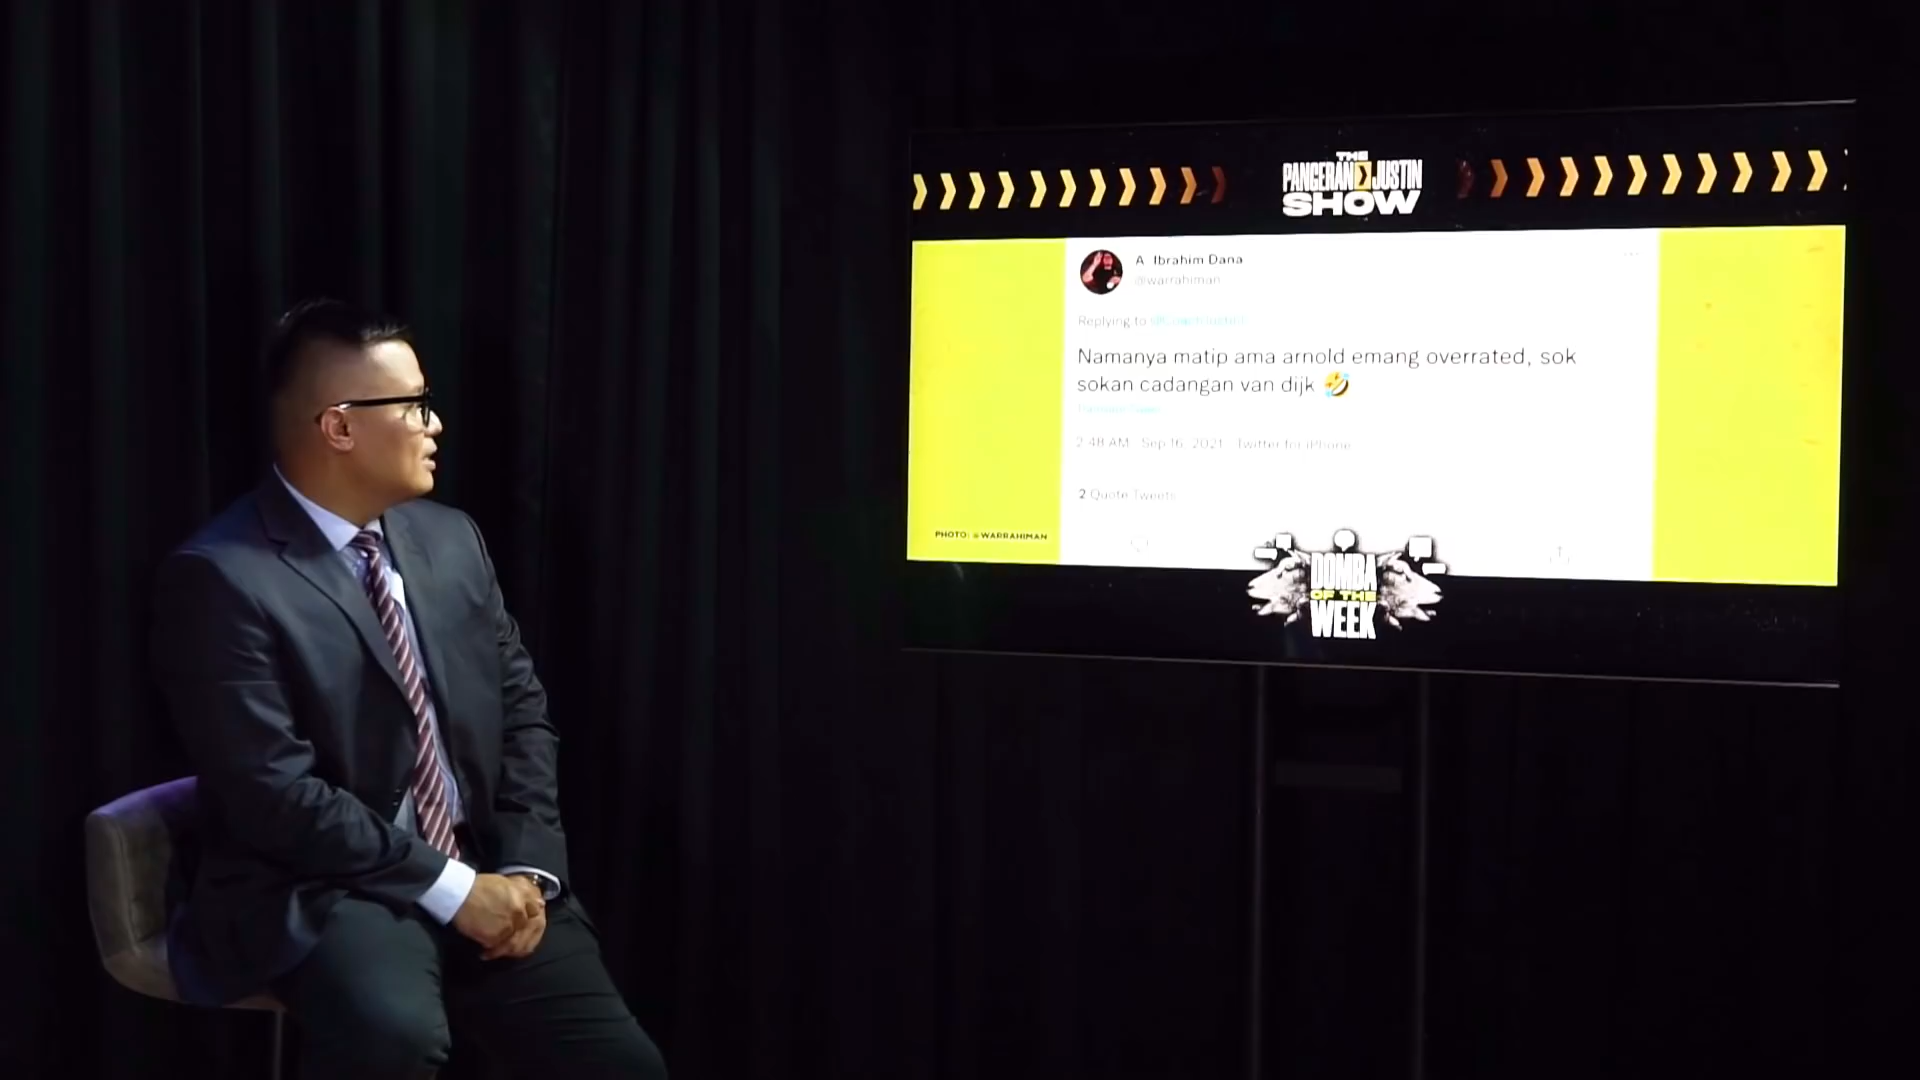 THE
PANGERAN JUSTIN
SHOW
A Ibrahim Dana
@warrahiman
Replying to
Namanya matip ama arnold emang overrated, sok
sokan cadangan van dijk 🤣
2:48 AM · Sep 16, 2021 · Twitter for iPhone
2 Quote Tweets
PHOTO: @WARRAHIMAN
DOMBA
OF THE
WEEK